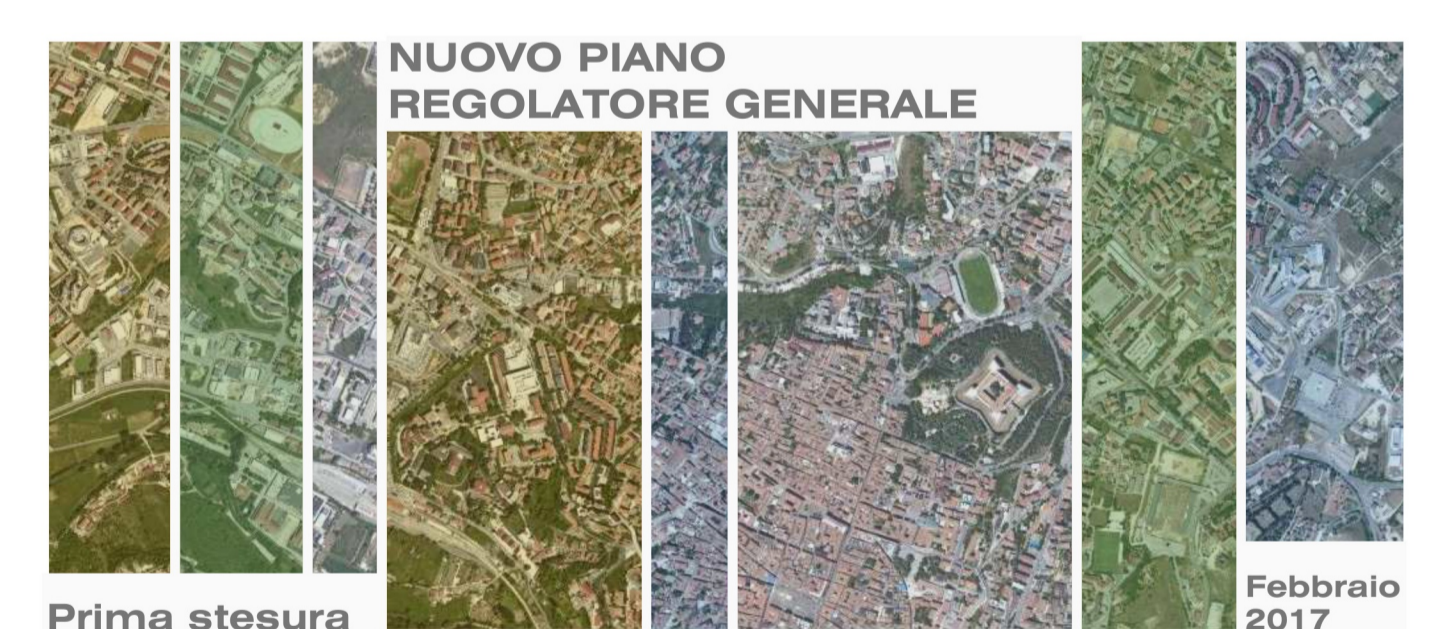 NUOVO PIANO
REGOLATORE GENERALE
Prima stesura
Febbraio
2017